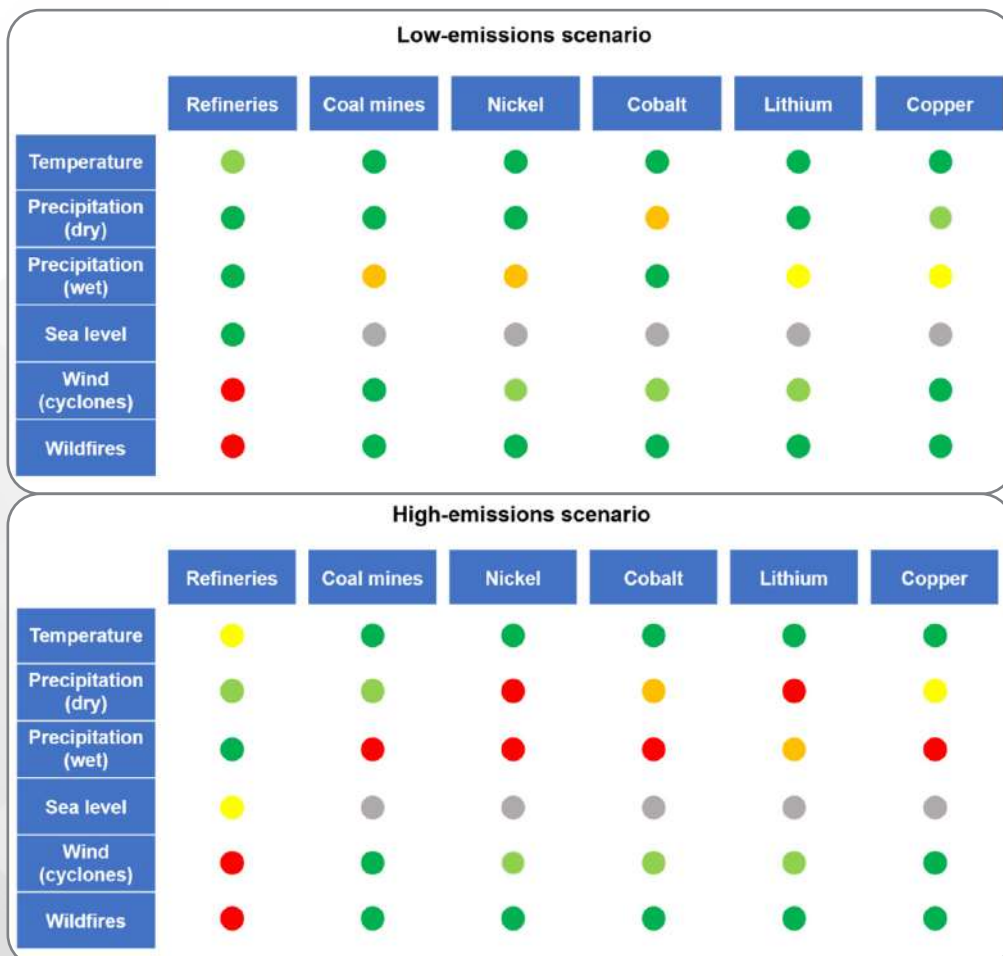 Low-emissions scenario
Refineries Coal mines Nickel Cobalt Lithium Copper
Temperature
Precipitation
(dry)
Precipitation
(wet)
Sea level
Wind
(cyclones)
Wildfires
High-emissions scenario
Refineries Coal mines Nickel Cobalt Lithium Copper
Temperature
Precipitation
(dry)
Precipitation
(wet)
Sea level
Wind
(cyclones)
Wildfires